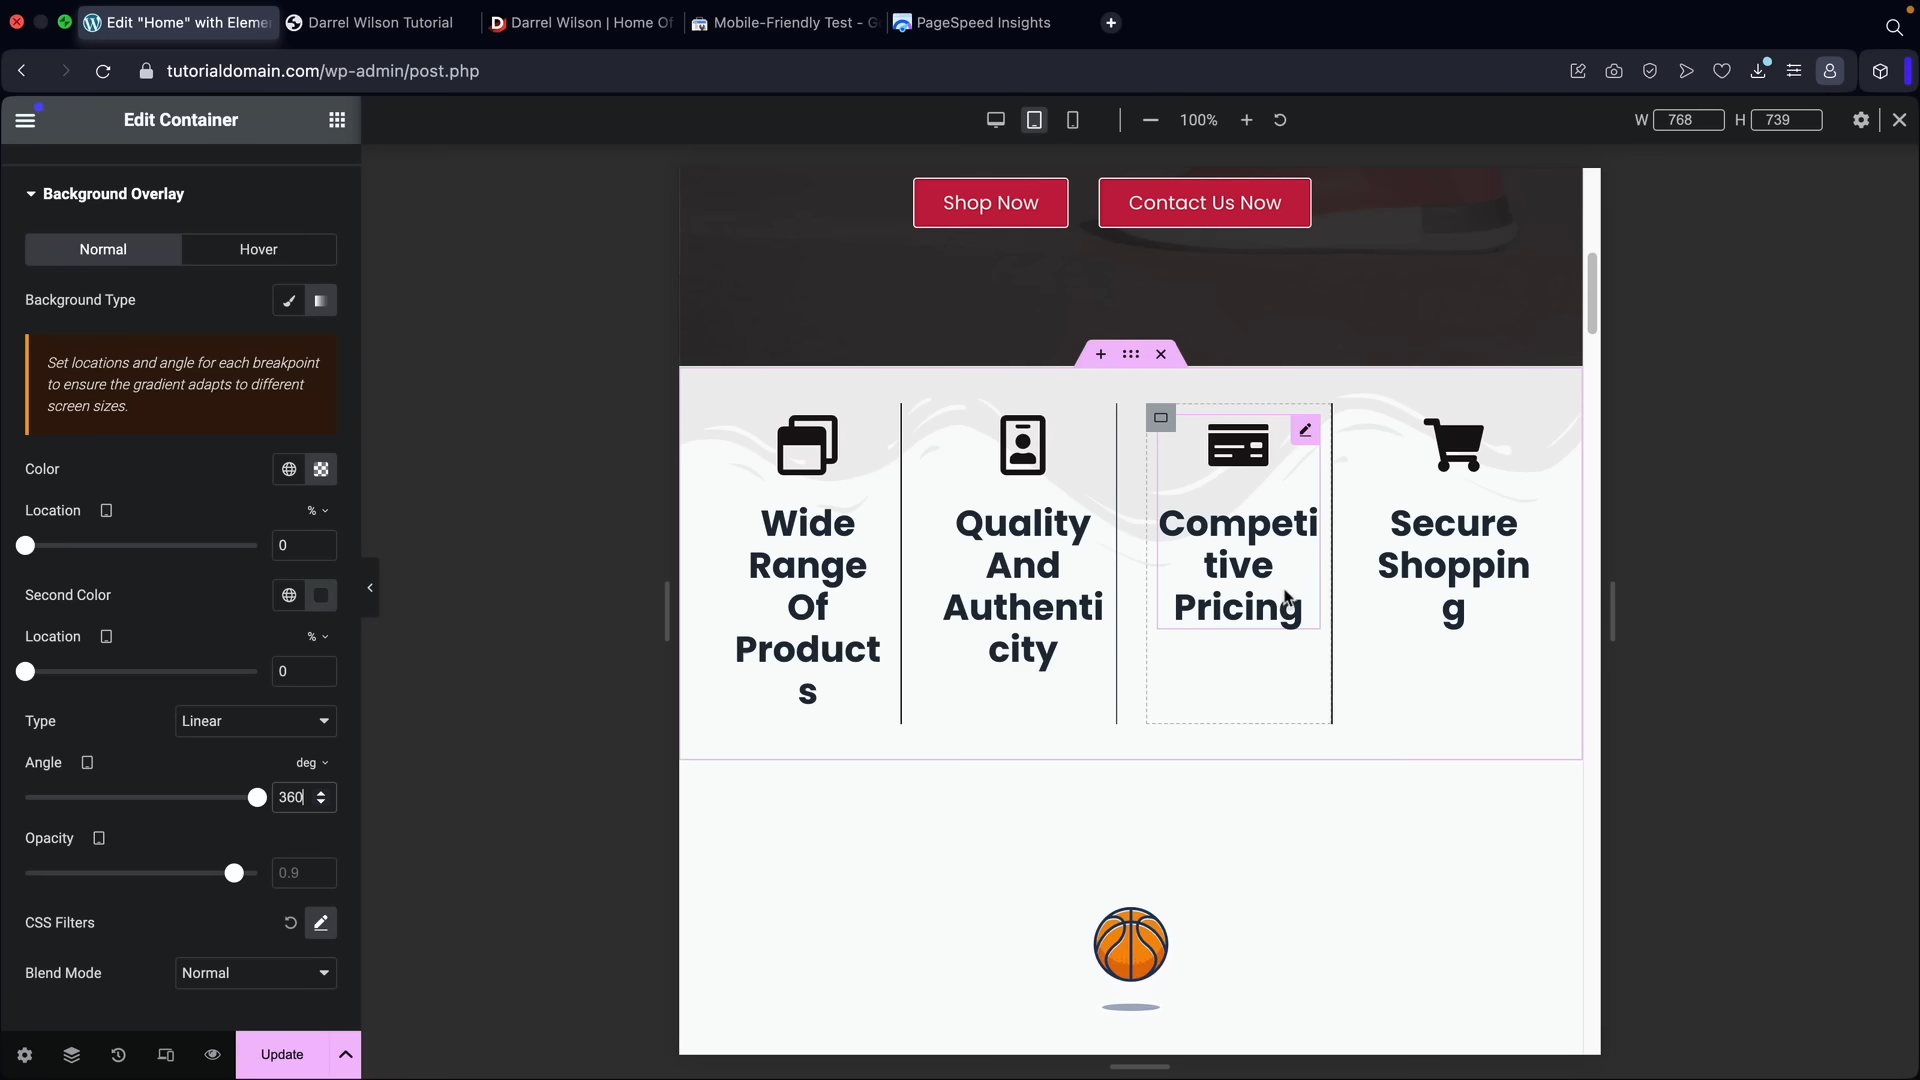 Edit "Home" with Eleme
Darrel Wilson Tutorial
Darrel Wilson | Home Of
Mobile-Friendly Test - G
PageSpeed Insights
tutorialdomain.com/wp-admin/post.php
Edit Container
100%
W 768 H 739
Background Overlay
Normal
Hover
Background Type
Set locations and angle for each breakpoint
to ensure the gradient adapts to different
screen sizes.
Color
Location
%
0
Second Color
Location
%
0
Type
Linear
Angle
deg
360
Opacity
0.9
CSS Filters
Blend Mode
Normal
Update
Shop Now
Contact Us Now
Wide
Range
Of
Product
s
Quality
And
Authenti
city
Competi
tive
Pricing
Secure
Shoppin
g